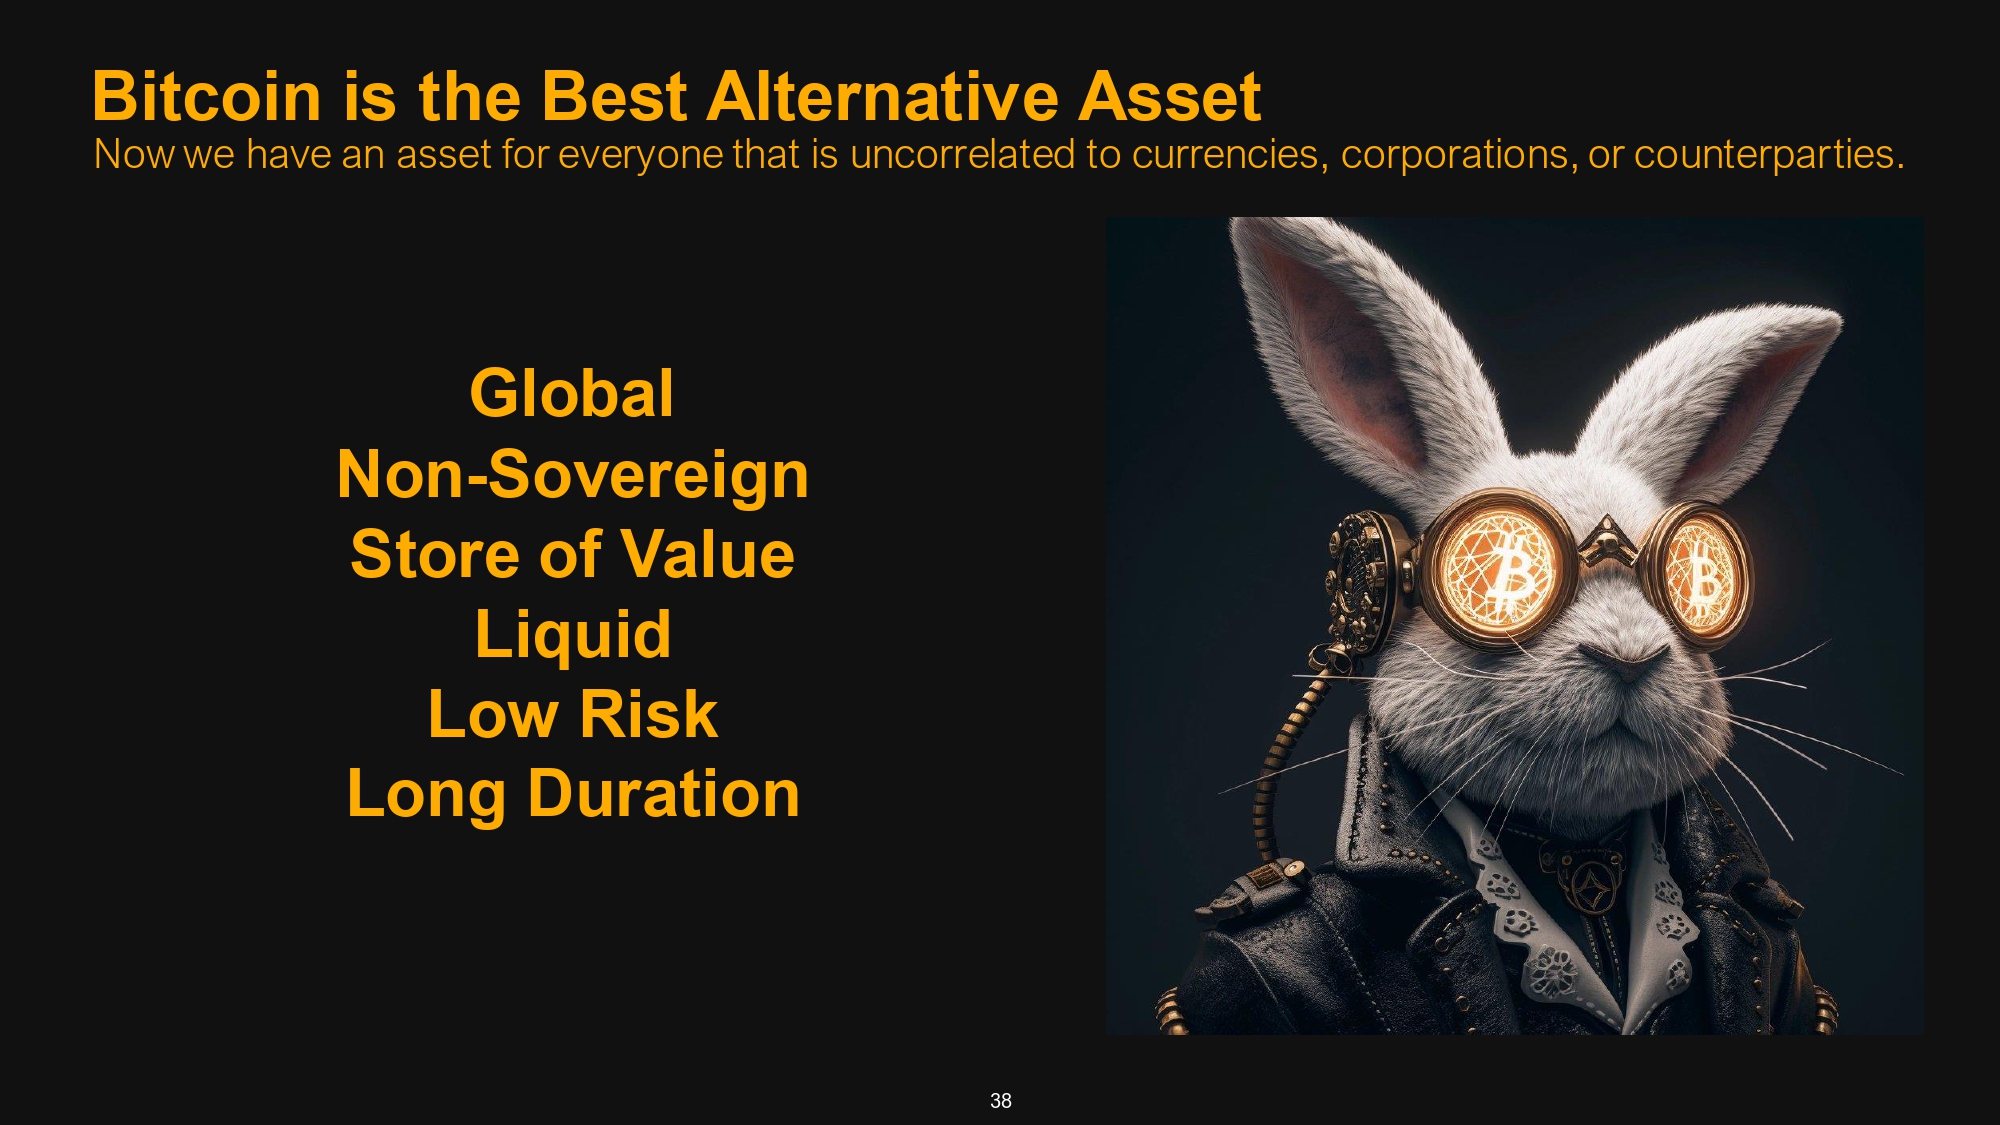 Bitcoin is the Best Alternative Asset
Now we have an asset for everyone that is uncorrelated to currencies, corporations, or counterparties.
Global
Non-Sovereign
Store of Value
Liquid
Low Risk
Long Duration
38